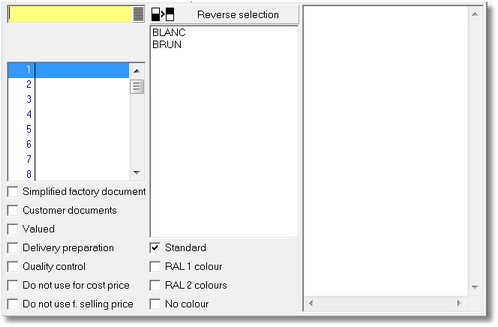 Reverse selection
BLANC
BRUN
1
2
3
4
5
6
7
8
Simplified factory document
Customer documents
Valued
Delivery preparation
Quality control
Do not use for cost price
Do not use f. selling price
Standard
RAL 1 colour
RAL 2 colours
No colour